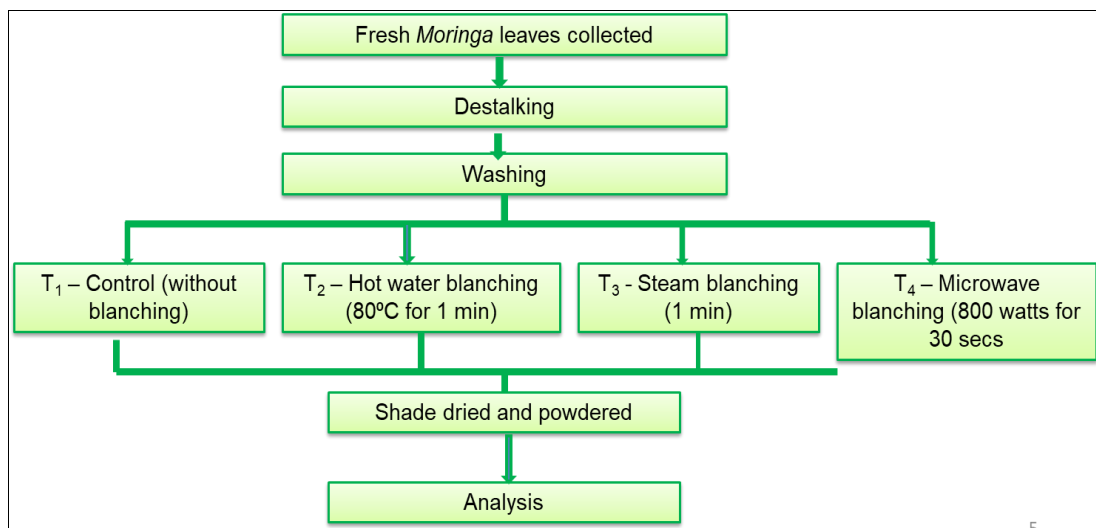 Fresh Moringa leaves collected
Destalking
Washing
T₁ – Control (without
blanching)
T₂ – Hot water blanching
(80ºC for 1 min)
T₃ - Steam blanching
(1 min)
T₄ – Microwave
blanching (800 watts for
30 secs
Shade dried and powdered
Analysis